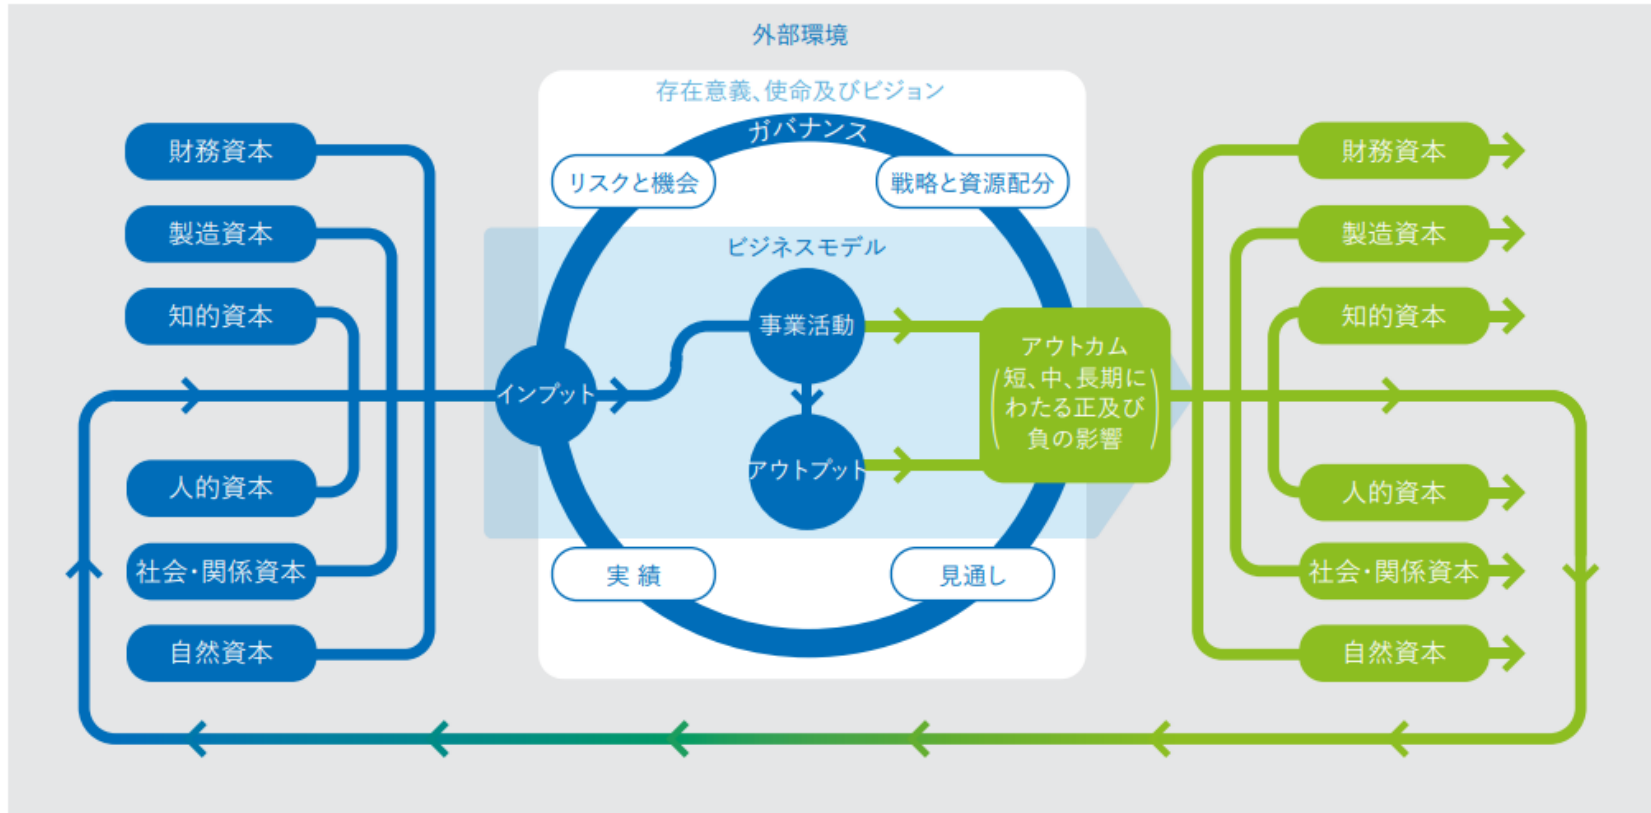 外部環境
存在意義、使命及びビジョン
ガバナンス
リスクと機会
戦略と資源配分
財務資本
製造資本
知的資本
人的資本
社会・関係資本
自然資本
ビジネスモデル
インプット
事業活動
アウトプット
アウトカム
(短、中、長期に
わたる正及び
負の影響)
実績
見通し
財務資本
製造資本
知的資本
人的資本
社会・関係資本
自然資本